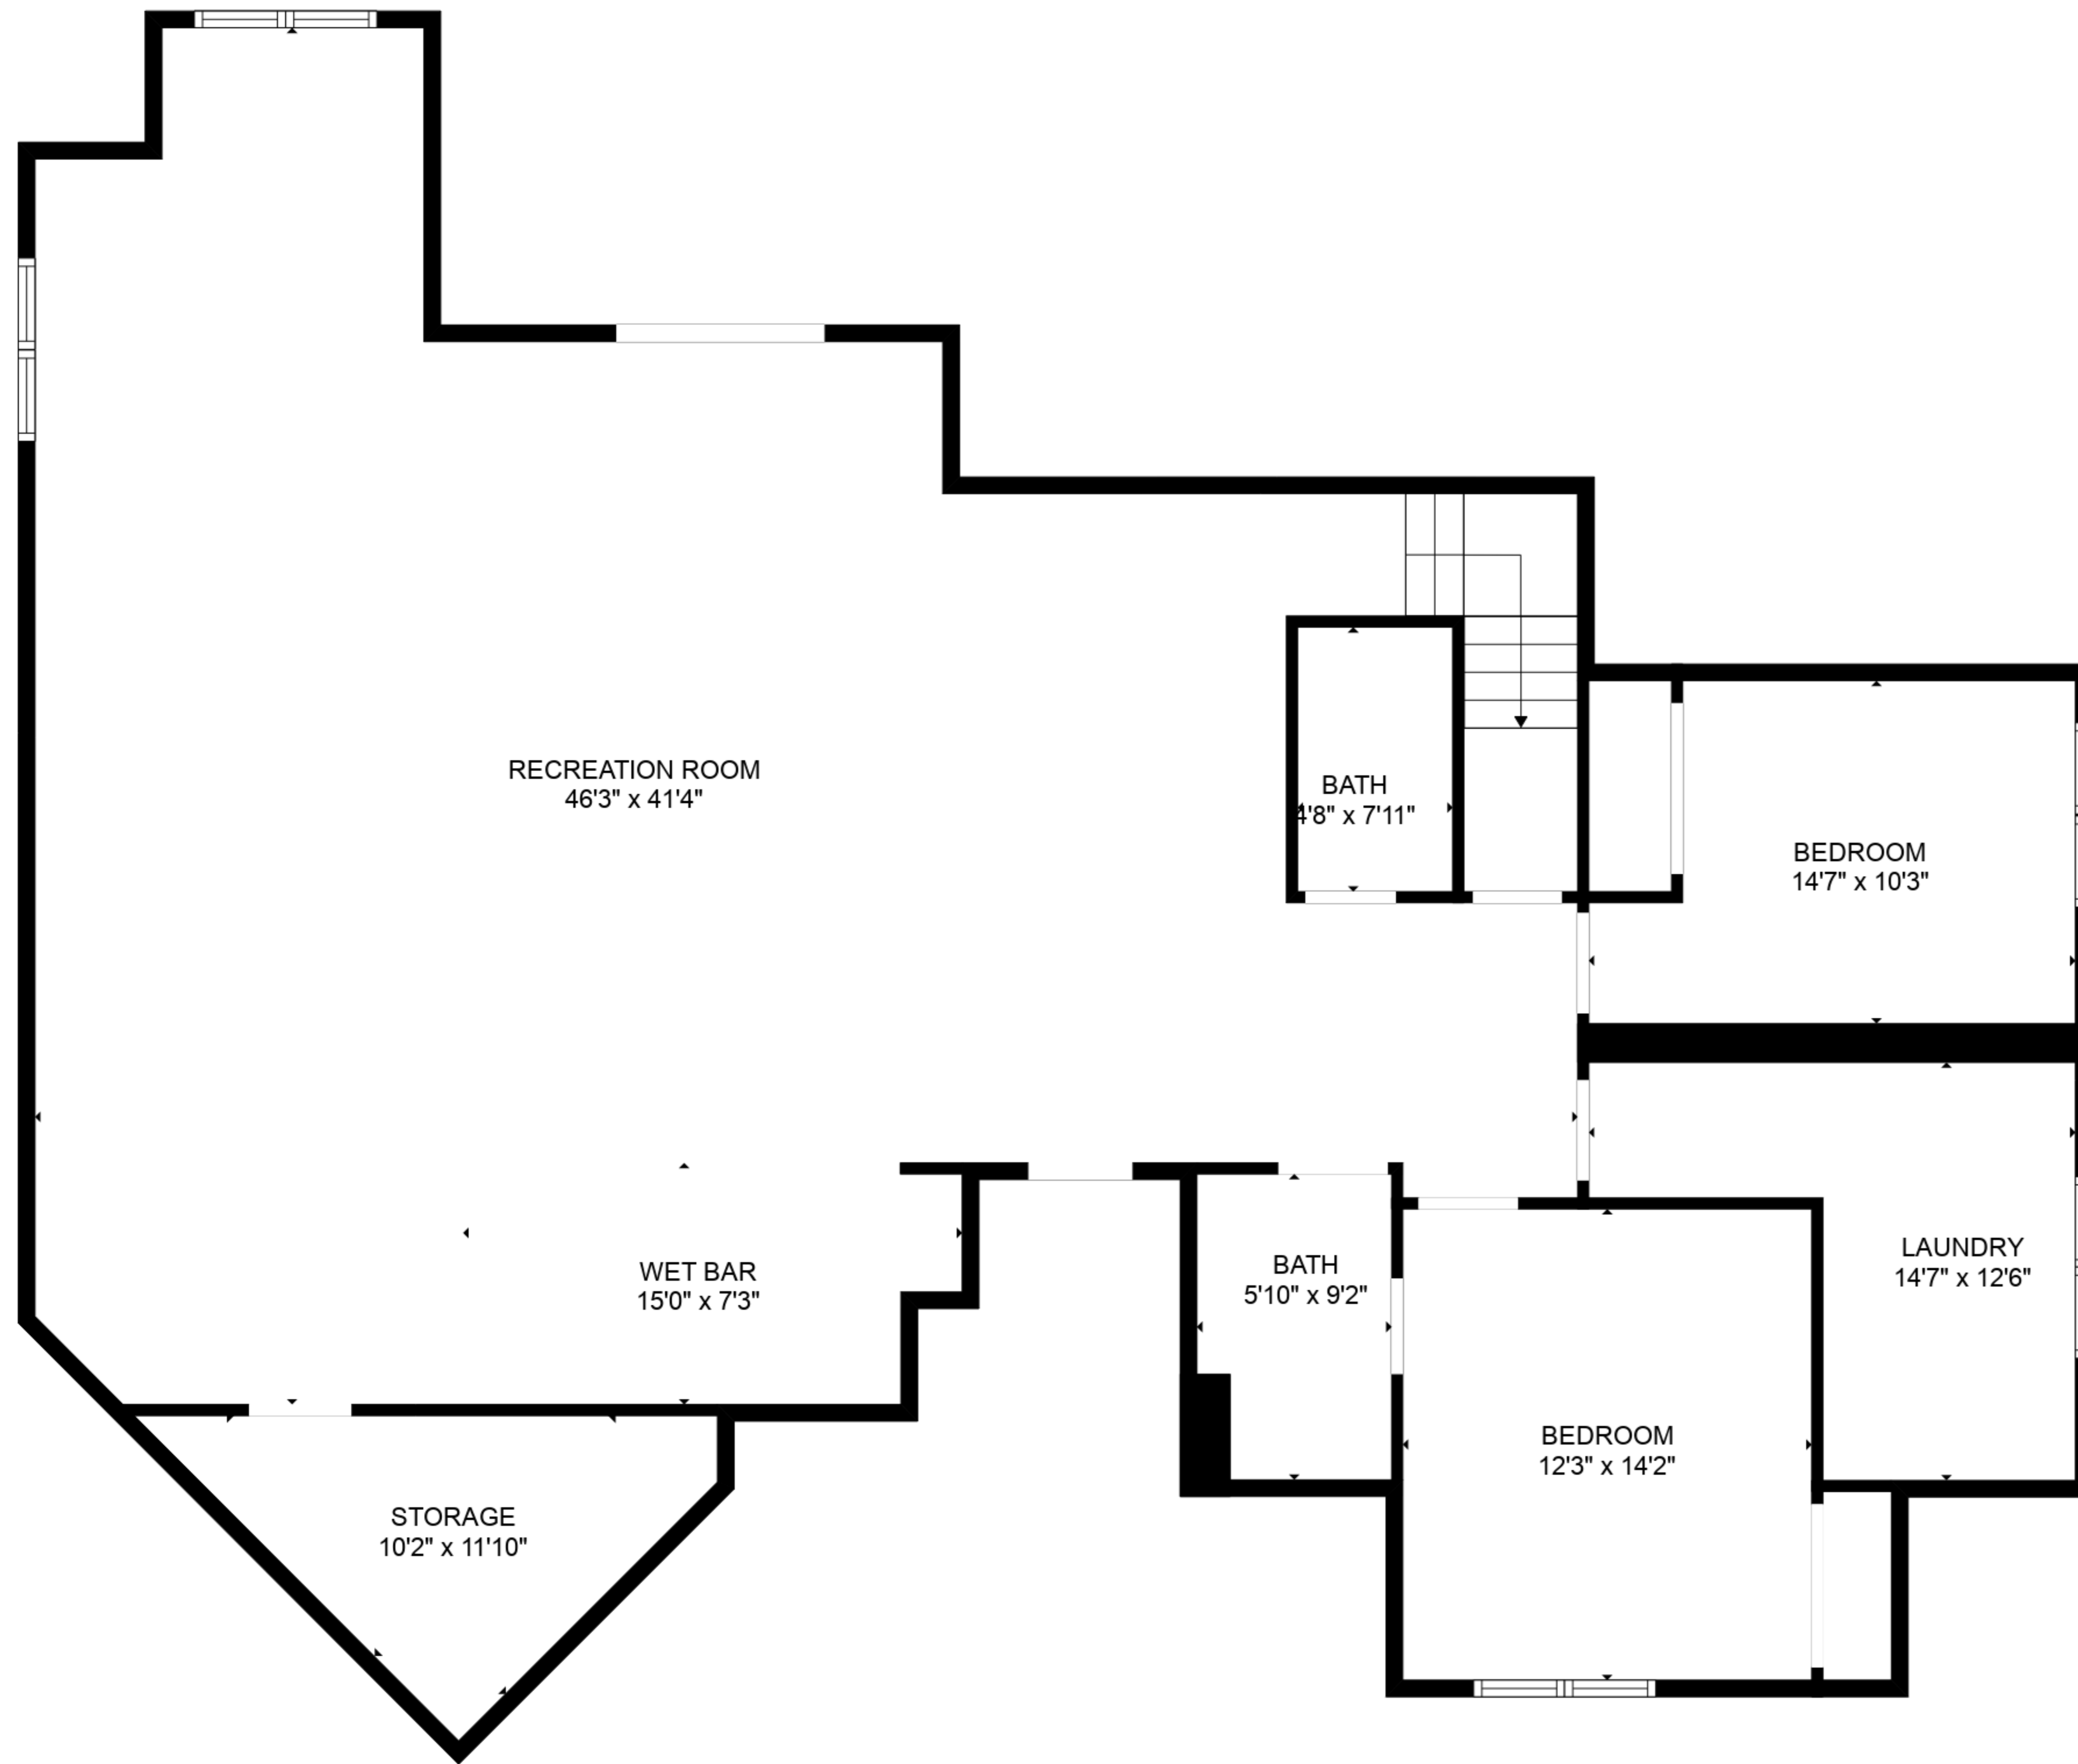 RECREATION ROOM
46'3" x 41'4"
BATH
4'8" x 7'11"
BEDROOM
14'7" x 10'3"
WET BAR
15'0" x 7'3"
BATH
5'10" x 9'2"
LAUNDRY
14'7" x 12'6"
BEDROOM
12'3" x 14'2"
STORAGE
10'2" x 11'10"